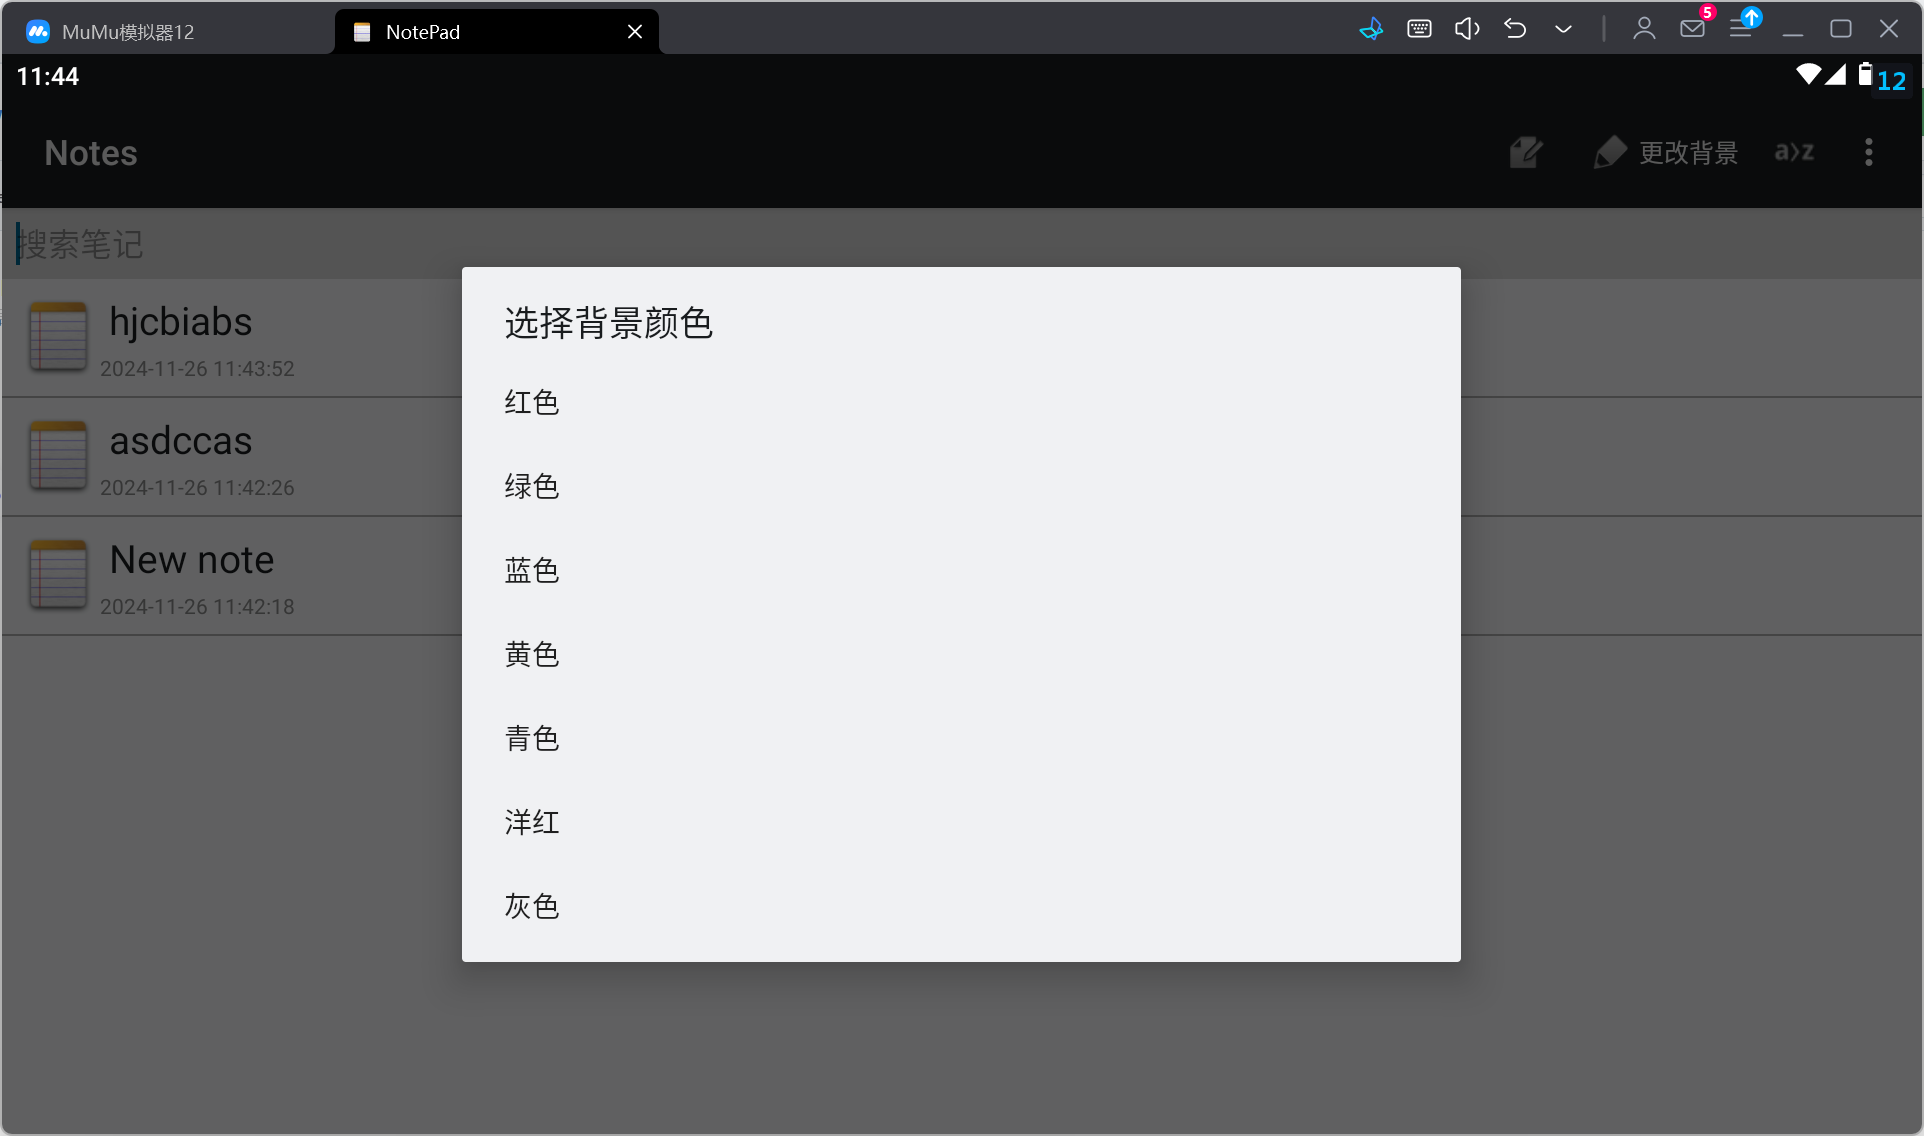 MuMu模拟器12
NotePad
5
11:44
12
Notes
更改背景
a>z
搜索笔记
hjcbiabs
2024-11-26 11:43:52
asdccas
2024-11-26 11:42:26
New note
2024-11-26 11:42:18
选择背景颜色
红色
绿色
蓝色
黄色
青色
洋红
灰色